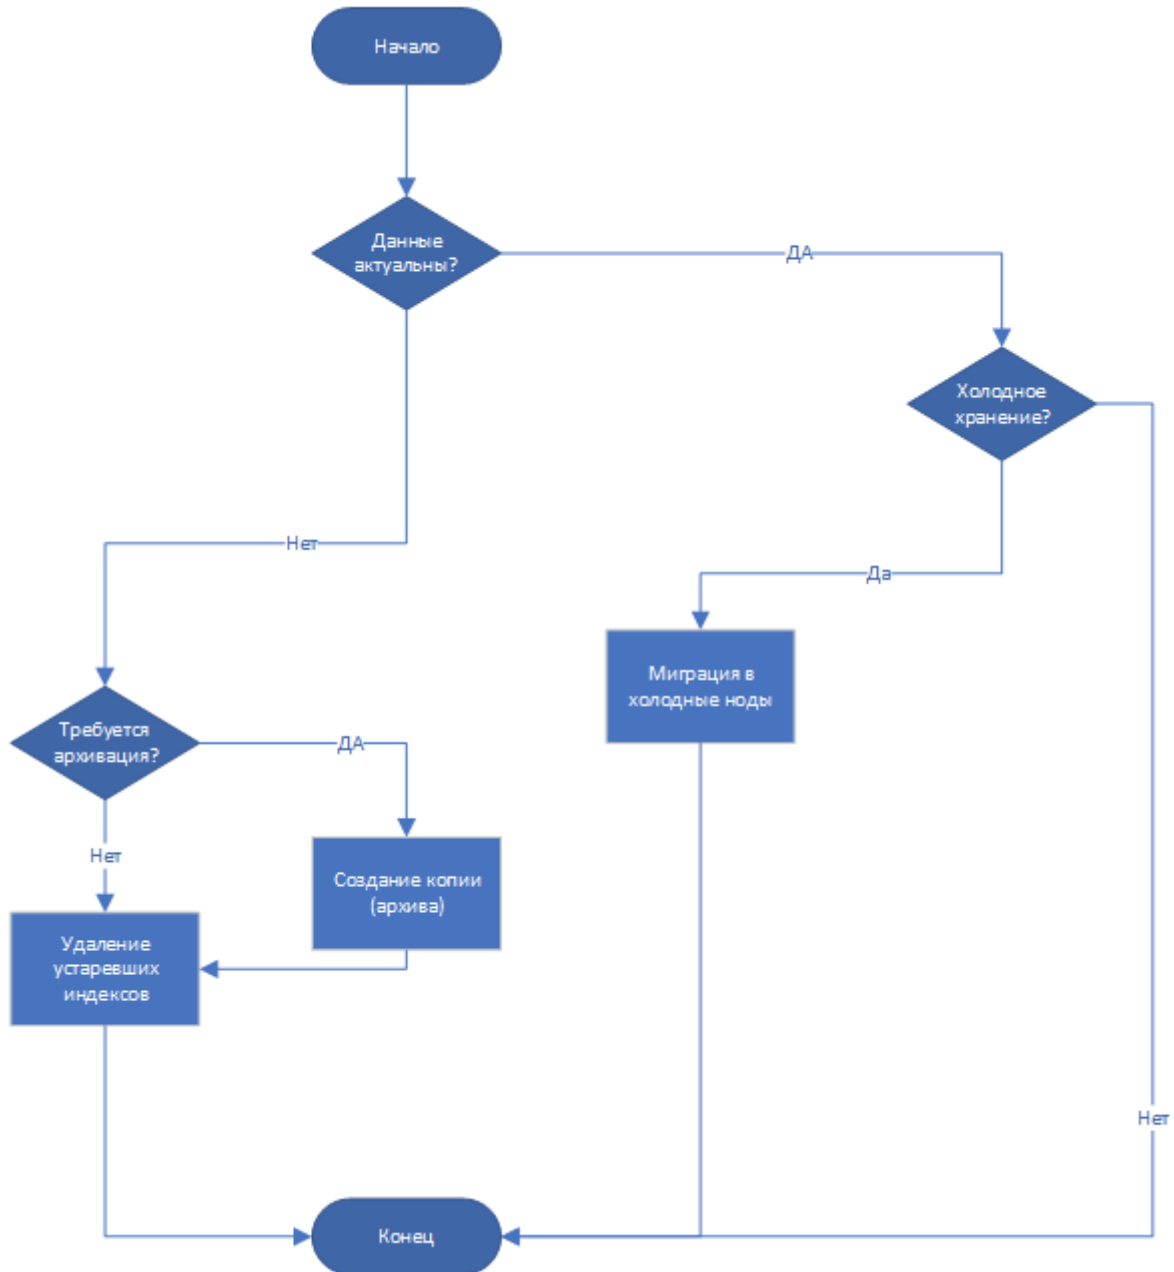 Начало
Данные
актуальны?
ДА
Холодное
хранение?
Нет
Да
Миграция в
холодные ноды
Требуется
архивация?
ДА
Нет
Создание копии
(архива)
Удаление
устаревших
индексов
Нет
Конец